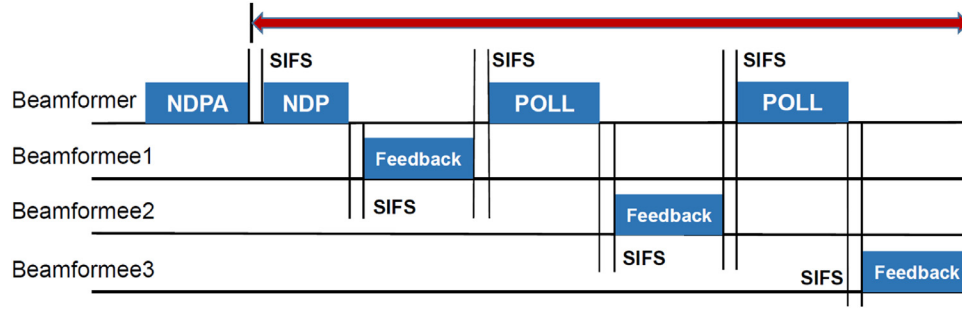 SIFS SIFS SIFS
Beamformer NDPA NDP POLL POLL
Beamformee1 Feedback
SIFS
Beamformee2 Feedback
SIFS
Beamformee3 SIFS Feedback